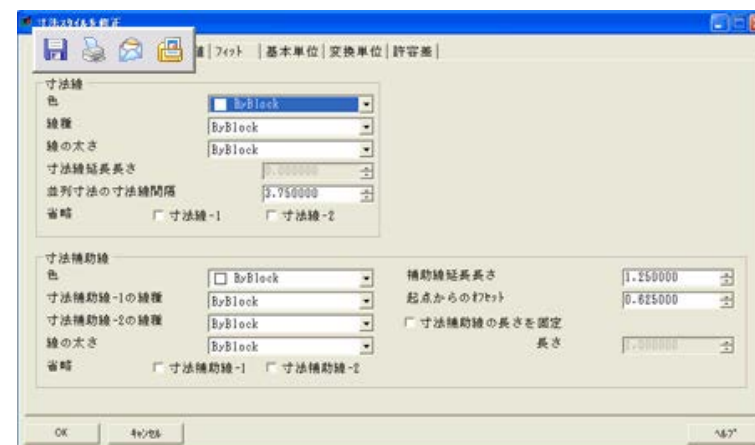 寸法スタイルを修正
フィット
基本単位
変換単位
許容差
寸法線
色
ByBlock
線種
ByBlock
線の太さ
ByBlock
寸法線延長長さ
0.000000
並列寸法の寸法線間隔
3.750000
省略
寸法線-1
寸法線-2
寸法補助線
色
ByBlock
寸法補助線-1の線種
ByBlock
寸法補助線-2の線種
ByBlock
線の太さ
ByBlock
省略
寸法補助線-1
寸法補助線-2
補助線延長長さ
1.250000
起点からのオフセット
0.625000
寸法補助線の長さを固定
長さ
1.000000
OK
キャンセル
ヘルプ